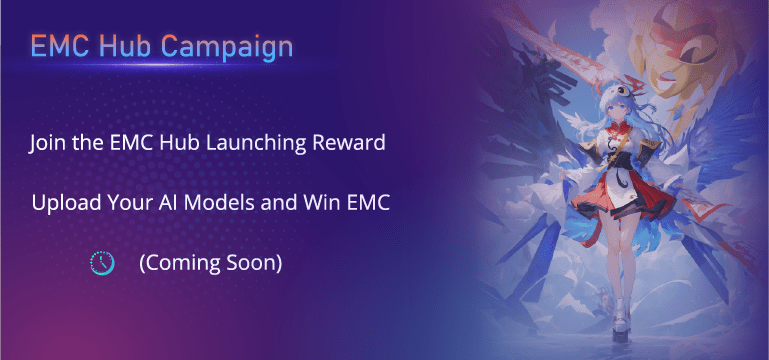 EMC Hub Campaign
Join the EMC Hub Launching Reward
Upload Your AI Models and Win EMC
(Coming Soon)